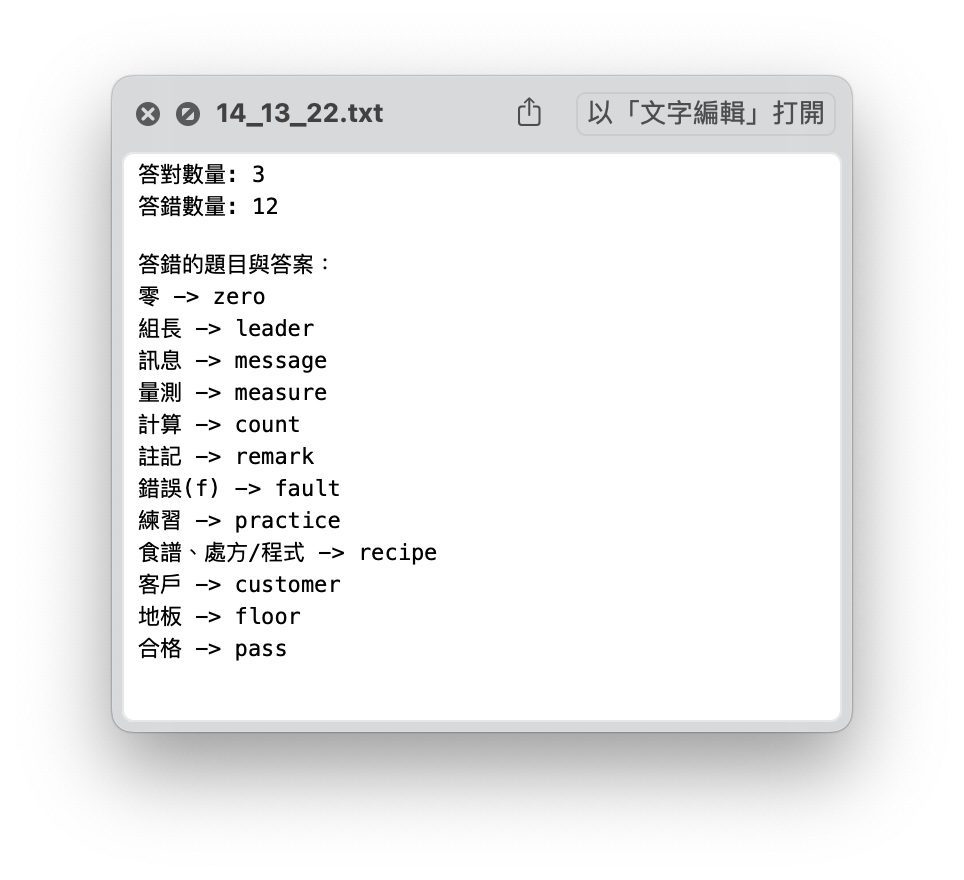 14_13_22.txt
以「文字編輯」打開
答對數量: 3
答錯數量: 12
答錯的題目與答案：
零 -> zero
組長 -> leader
訊息 -> message
量測 -> measure
計算 -> count
註記 -> remark
錯誤(f) -> fault
練習 -> practice
食譜、處方/程式 -> recipe
客戶 -> customer
地板 -> floor
合格 -> pass